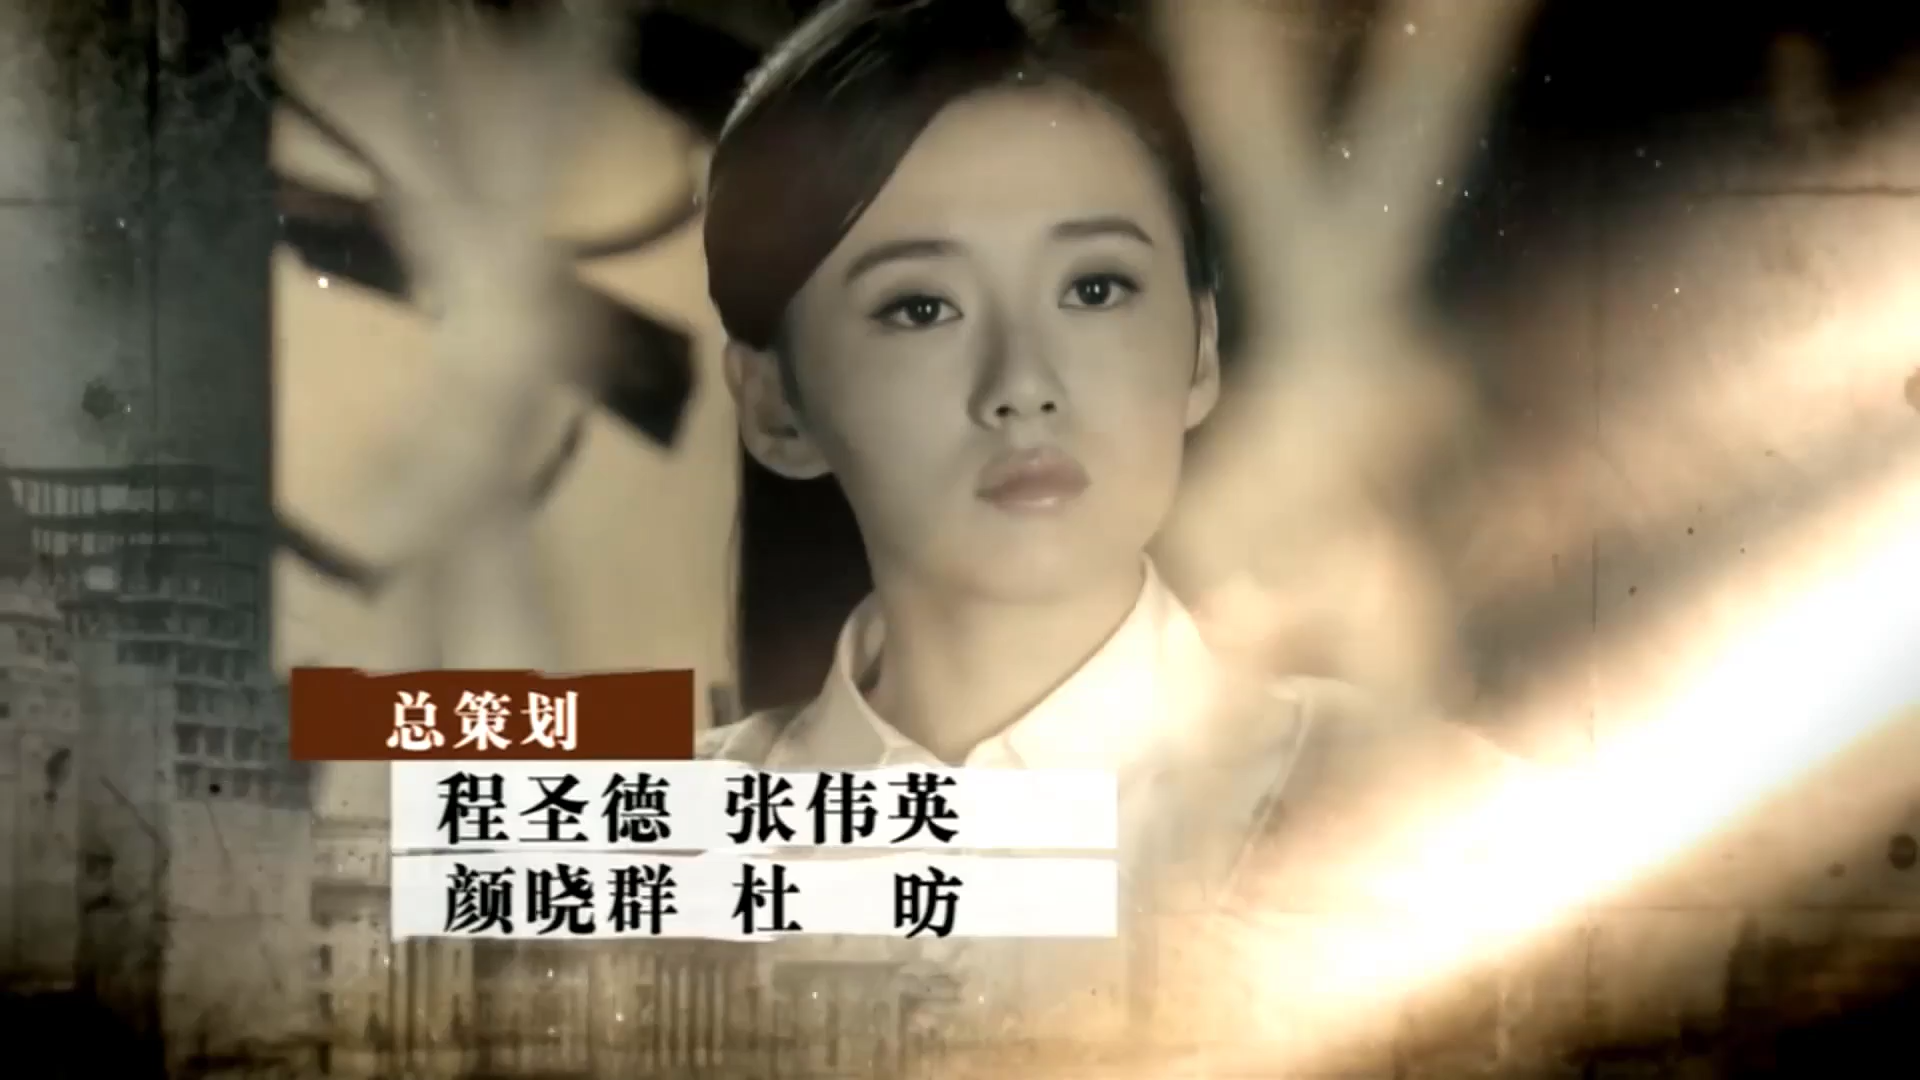 总策划
程圣德 张伟英
颜晓群 杜 昉